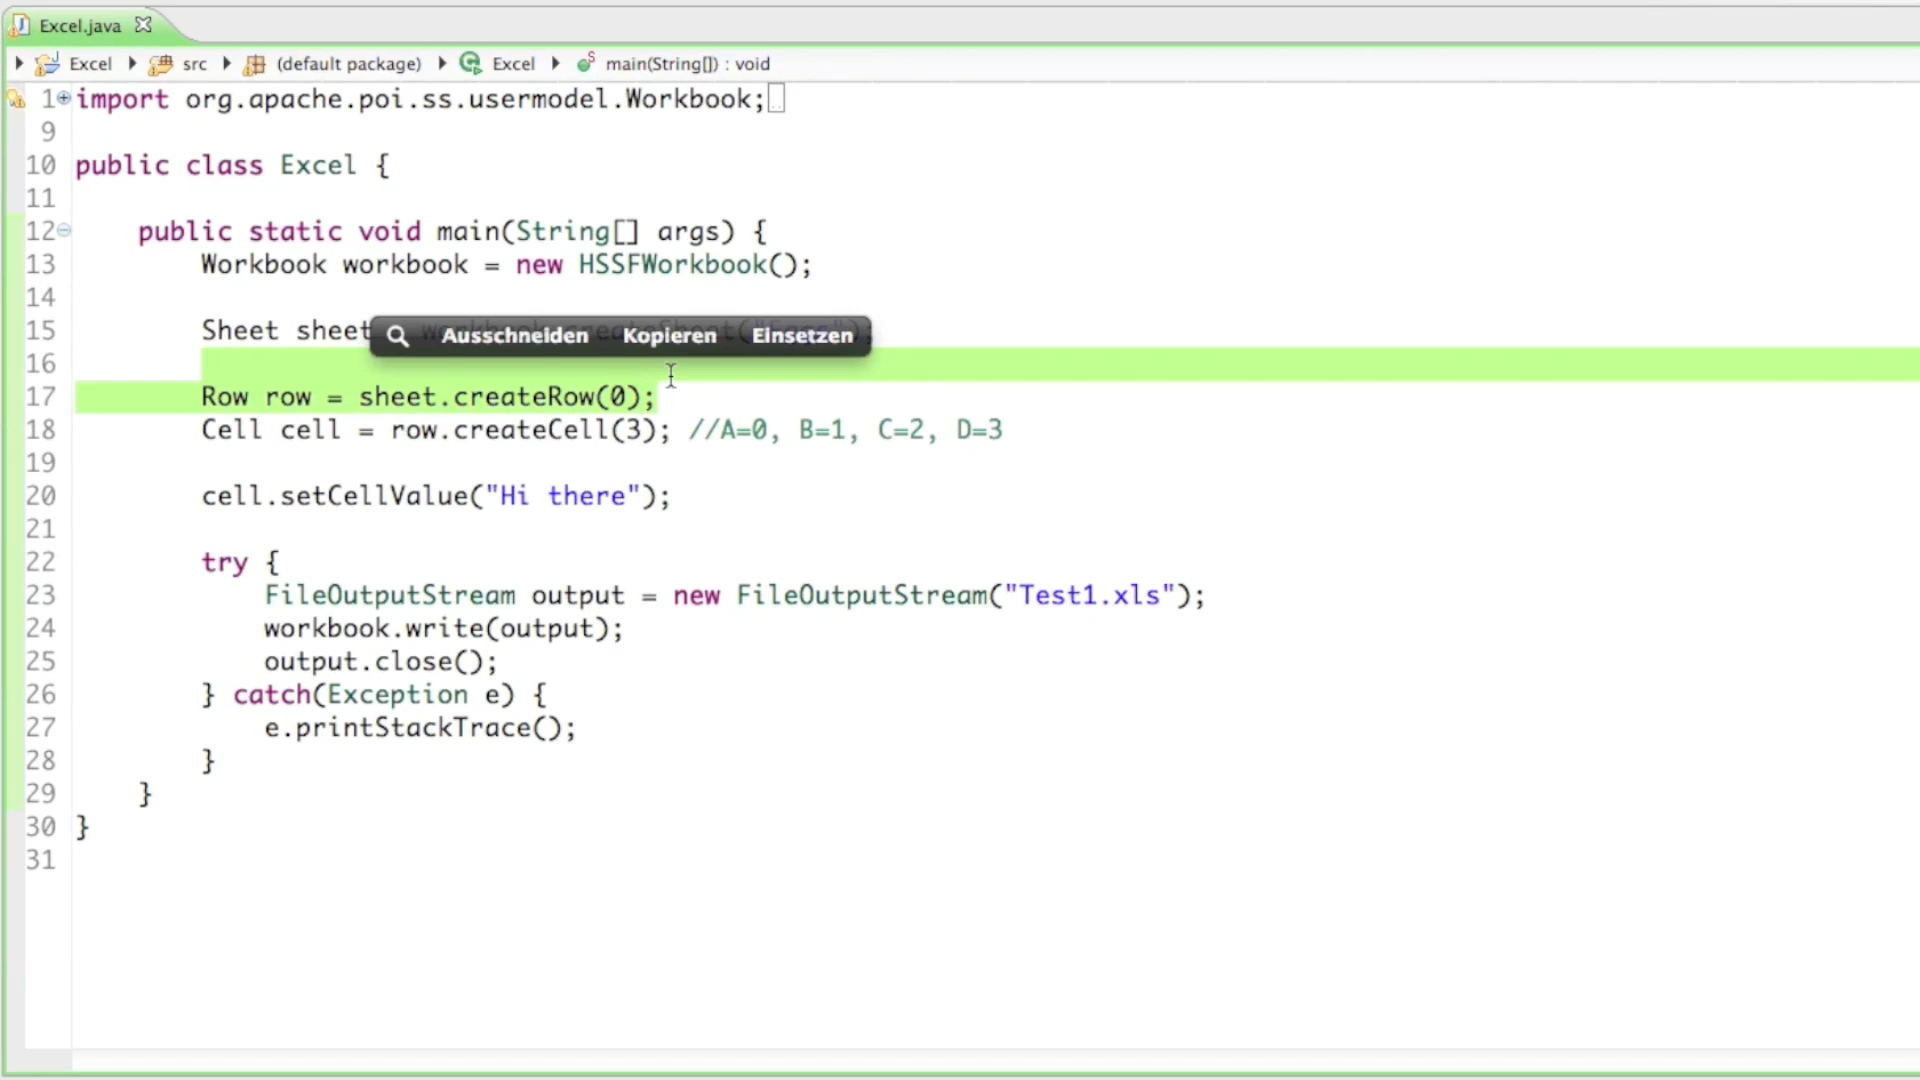 Excel.java
Excel src (default package) Excel main(String[]) : void
1 import org.apache.poi.ss.usermodel.Workbook;
9
10 public class Excel {
11
12 public static void main(String[] args) {
13 Workbook workbook = new HSSFWorkbook();
14
15 Sheet sheet
Ausschneiden Kopieren Einsetzen
16
17 Row row = sheet.createRow(0);
18 Cell cell = row.createCell(3); //A=0, B=1, C=2, D=3
19
20 cell.setCellValue("Hi there");
21
22 try {
23 FileOutputStream output = new FileOutputStream("Test1.xls");
24 workbook.write(output);
25 output.close();
26 } catch(Exception e) {
27 e.printStackTrace();
28 }
29 }
30 }
31